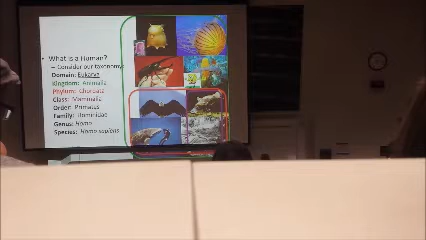 • What is a Human?
– Consider our taxonomy:
Domain: Eukarya
Kingdom: Animalia
Phylum: Chordata
Class: Mammalia
Order: Primates
Family: Hominidae
Genus: Homo
Species: Homo sapiens